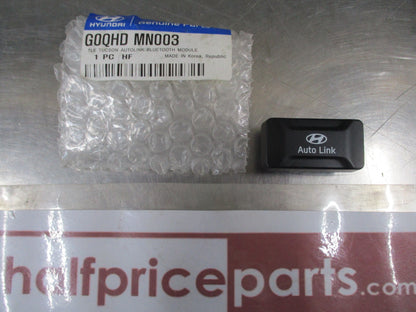 HYUNDAI Genuine Parts
G0QHD MN003
TLE TUCSON AUTOLINK-BLUETOOTH MODULE
1 PC HF MADE IN Korea, Republic
Auto Link
halfpriceparts.com